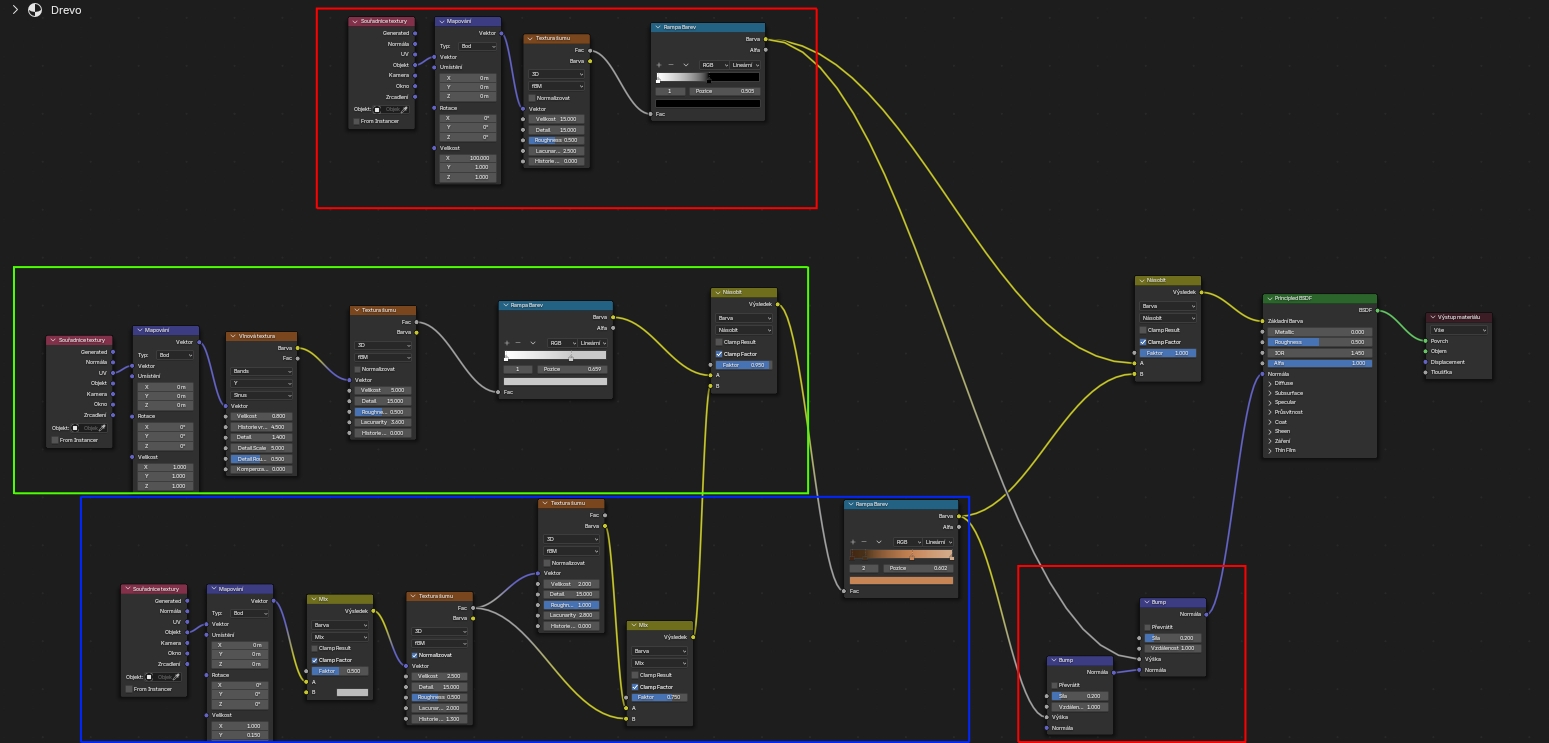 Drevo
Souřadnice textury
Generated
Normála
UV
Objekt
Kamera
Okno
Zrcadlení
Objekt:
Objek
From Instancer
Mapování
Vektor
Typ: Bod
Vektor
Umístění
X 0 m
Y 0 m
Z 0 m
Rotace
X 0°
Y 0°
Z 0°
Velikost
X 100.000
Y 1.000
Z 1.000
Textura šumu
Fac
Barva
3D
fBM
Normalizovat
Vektor
Velikost 15.000
Detail 15.000
Roughness 0.500
Lacunar... 2.500
Historie ... 0.000
Rampa Barev
Barva
Alfa
RGB Lineární
1 Pozice 0.505
Fac
Souřadnice textury
Generated
Normála
UV
Objekt
Kamera
Okno
Zrcadlení
Objekt:
Objek
From Instancer
Mapování
Vektor
Typ: Bod
Vektor
Umístění
X 0 m
Y 0 m
Z 0 m
Rotace
X 0°
Y 0°
Z 0°
Velikost
X 1.000
Y 1.000
Z 1.000
Vlnová textura
Barva
Fac
Bands
Y
Sinus
Vektor
Velikost 0.800
Historie vr... 4.500
Detail 1.400
Detail Scale 5.000
Detail Rou... 0.500
Kompenza... 0.000
Textura šumu
Fac
Barva
3D
fBM
Normalizovat
Vektor
Velikost 5.000
Detail 15.000
Roughne... 0.500
Lacunarity 3.600
Historie ... 0.000
Rampa Barev
Barva
Alfa
RGB Lineární
1 Pozice 0.659
Fac
Násobit
Výsledek
Barva
Násobit
Clamp Result
Clamp Factor
Faktor 0.950
A
B
Souřadnice textury
Generated
Normála
UV
Objekt
Kamera
Okno
Zrcadlení
Objekt:
Objek
From Instancer
Mapování
Vektor
Typ: Bod
Vektor
Umístění
X 0 m
Y 0 m
Z 0 m
Rotace
X 0°
Y 0°
Z 0°
Velikost
X 1.000
Y 0.150
Mix
Výsledek
Barva
Mix
Clamp Result
Clamp Factor
Faktor 0.500
A
B
Textura šumu
Fac
Barva
3D
fBM
Normalizovat
Vektor
Velikost 2.500
Detail 15.000
Roughness 0.500
Lacunar... 2.000
Historie... 1.300
Textura šumu
Fac
Barva
3D
fBM
Normalizovat
Vektor
Velikost 2.000
Detail 15.000
Roughn... 1.000
Lacunarity 2.800
Historie ... 0.000
Mix
Výsledek
Barva
Mix
Clamp Result
Clamp Factor
Faktor 0.750
A
B
Rampa Barev
Barva
Alfa
RGB Lineární
2 Pozice 0.602
Fac
Bump
Normála
Převrátit
Síla 0.200
Vzdálen... 1.000
Výška
Normála
Bump
Normála
Převrátit
Síla 0.200
Vzdálenost 1.000
Výška
Normála
Násobit
Výsledek
Barva
Násobit
Clamp Result
Clamp Factor
Faktor 1.000
A
B
Principled BSDF
BSDF
Základní Barva
Metallic 0.000
Roughness 0.500
IOR 1.450
Alfa 1.000
Normála
Diffuse
Subsurface
Specular
Průsvitnost
Coat
Sheen
Záření
Thin Film
Výstup materiálu
Vše
Povrch
Objem
Displacement
Tloušťka